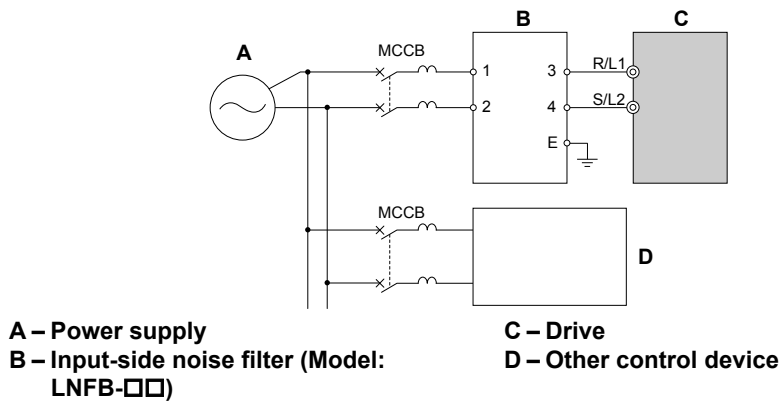 A
B
C
MCCB
1
3
R/L1
2
4
S/L2
E
MCCB
D
A – Power supply
B – Input-side noise filter (Model:
LNFB-□□)
C – Drive
D – Other control device